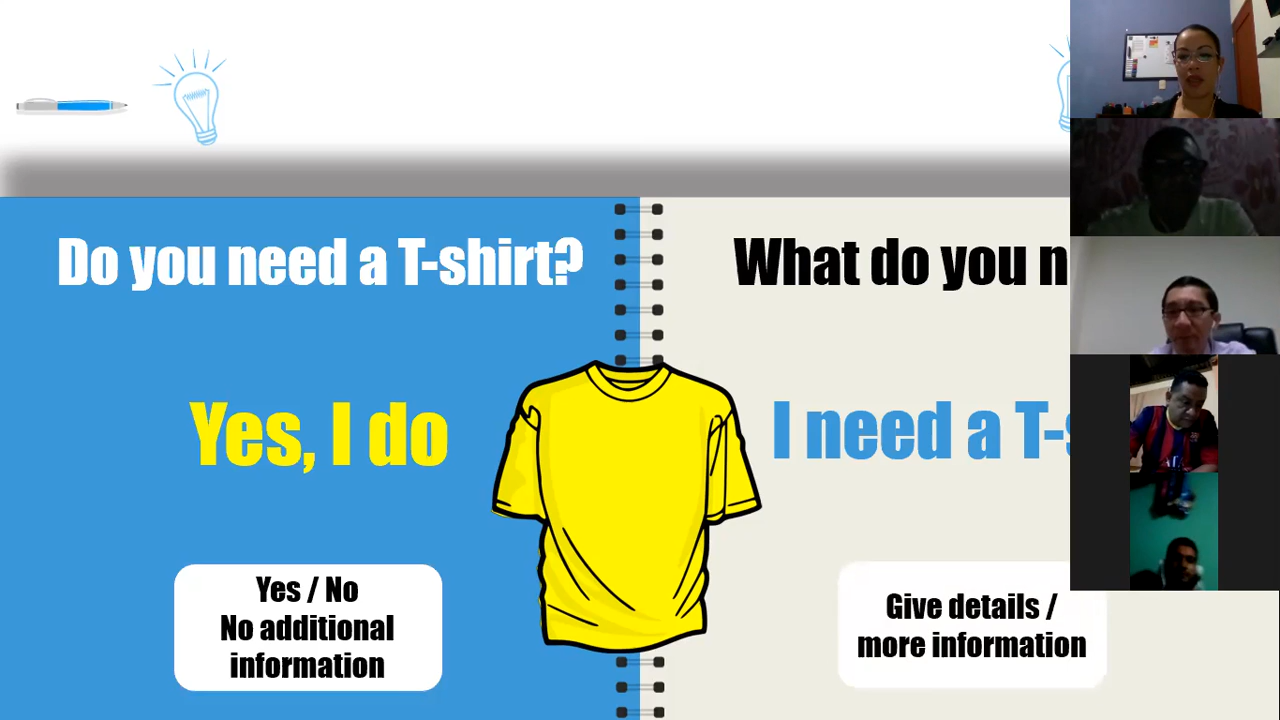 Do you need a T-shirt?
Yes, I do
Yes / No
No additional
information
What do you n
I need a T-
Give details /
more information